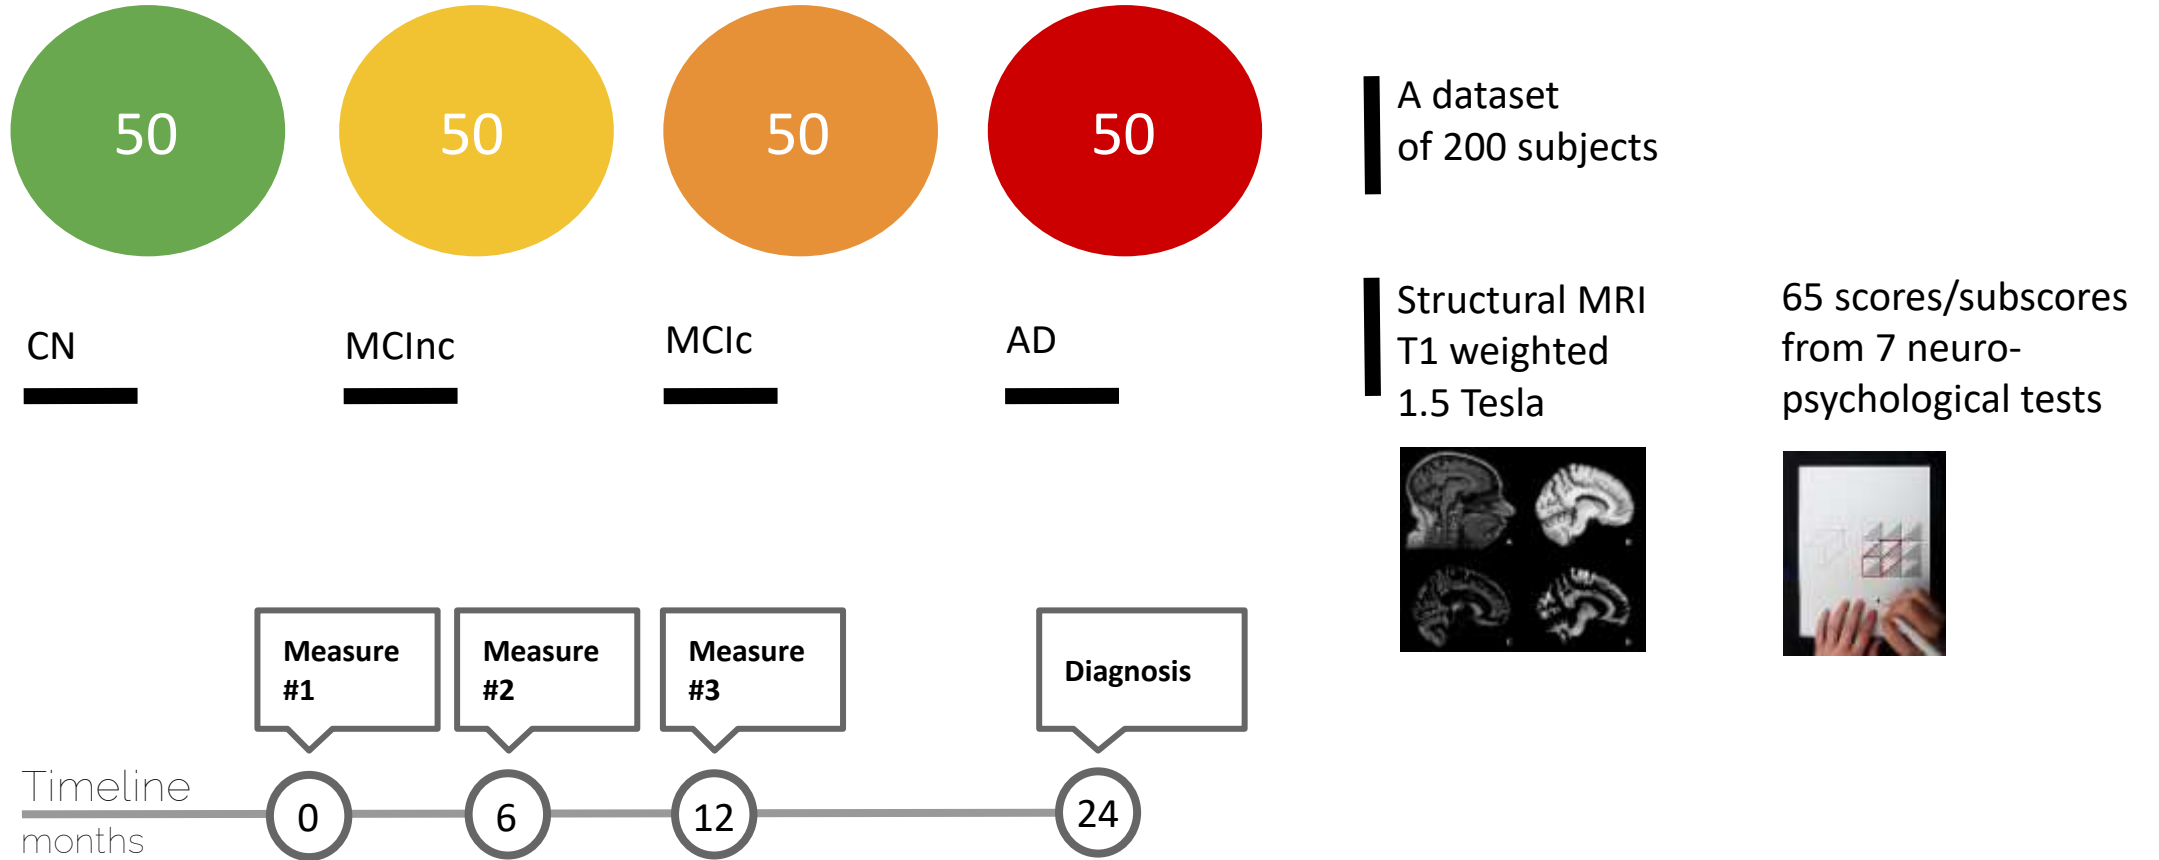 50
50
50
50
A dataset
of 200 subjects
CN
MCInc
MCIc
AD
Structural MRI
T1 weighted
1.5 Tesla
65 scores/subscores
from 7 neuro-
psychological tests
Measure
#1
Measure
#2
Measure
#3
Diagnosis
Timeline
months
0
6
12
24